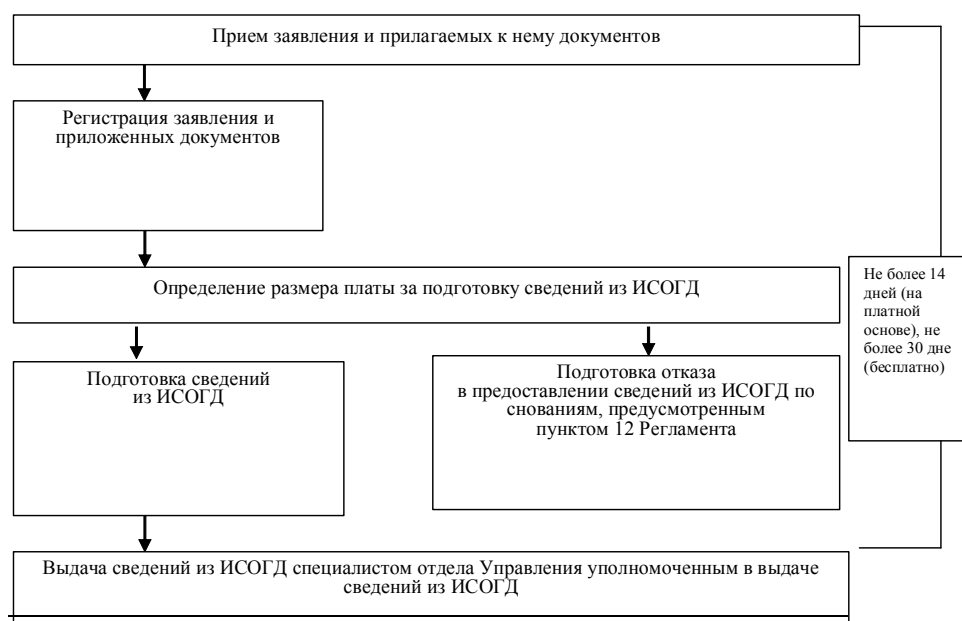 Прием заявления и прилагаемых к нему документов
Регистрация заявления и
приложенных документов
Определение размера платы за подготовку сведений из ИСОГД
Не более 14
дней (на
платной
основе), не
более 30 дне
(бесплатно)
Подготовка сведений
из ИСОГД
Подготовка отказа
в предоставлении сведений из ИСОГД по
снованиям, предусмотренным
пунктом 12 Регламента
Выдача сведений из ИСОГД специалистом отдела Управления уполномоченным в выдаче
сведений из ИСОГД